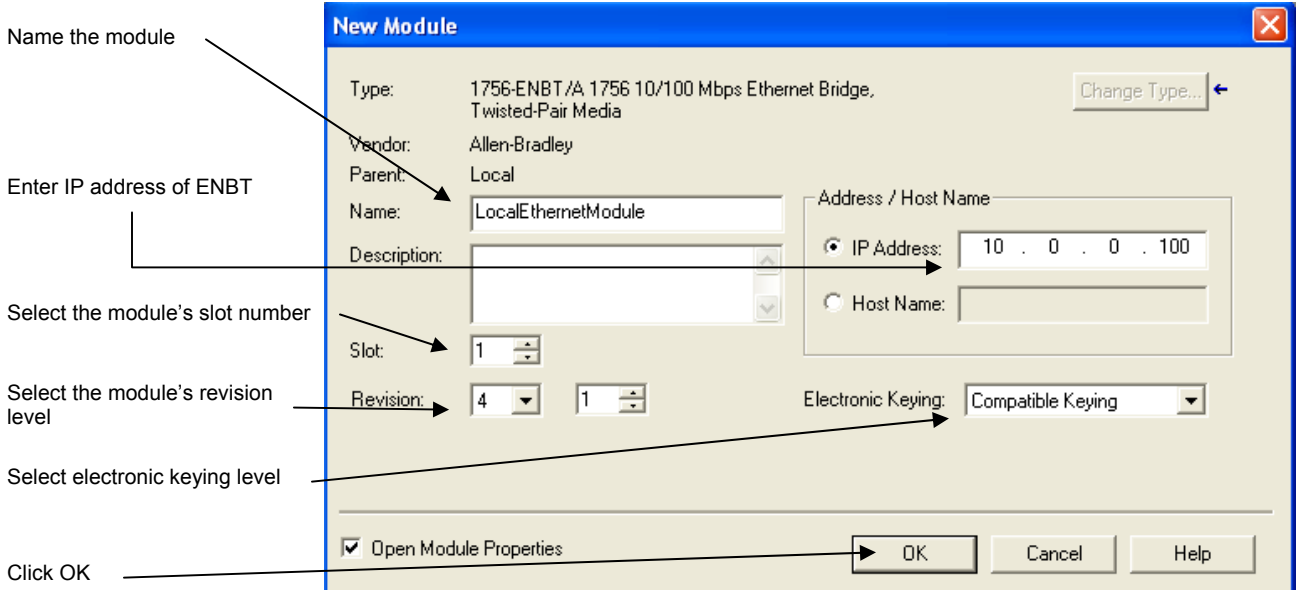 New Module
Name the module
Type: 1756-ENBT/A 1756 10/100 Mbps Ethernet Bridge,
Twisted-Pair Media
Change Type...
Vendor: Allen-Bradley
Parent: Local
Enter IP address of ENBT
Name: LocalEthernetModule
Address / Host Name
Description:
IP Address: 10 . 0 . 0 . 100
Host Name:
Select the module’s slot number
Slot: 1
Select the module’s revision
level
Revision: 4 1
Electronic Keying: Compatible Keying
Select electronic keying level
Open Module Properties
OK Cancel Help
Click OK